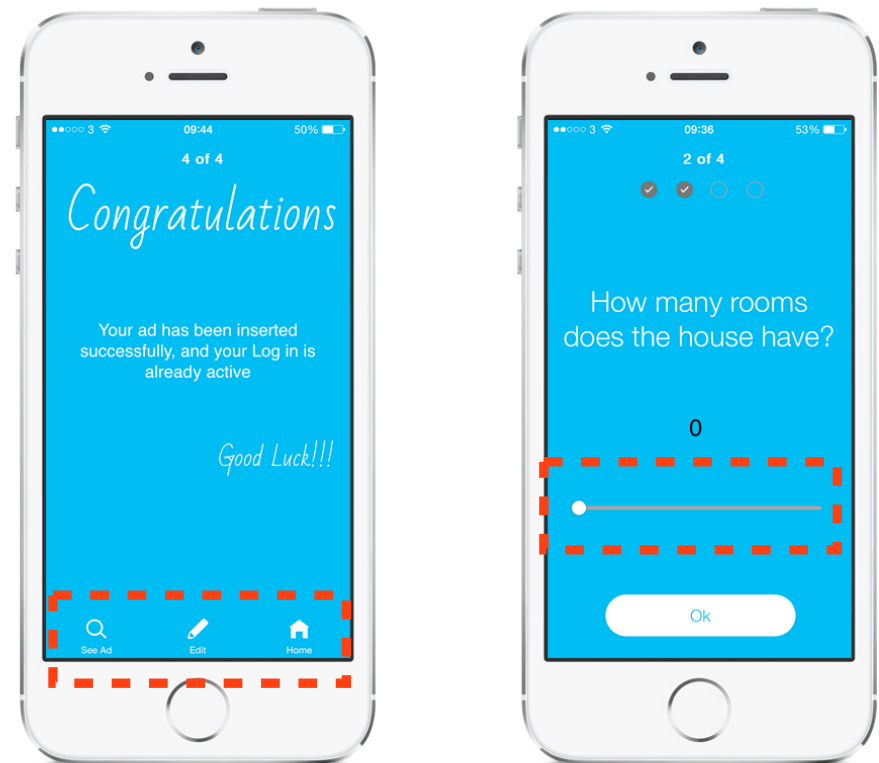 3 09:44 50%
4 of 4
Congratulations
Your ad has been inserted
successfully, and your Log in is
already active
Good Luck!!!
See Ad Edit Home
3 09:36 53%
2 of 4
How many rooms
does the house have?
0
Ok